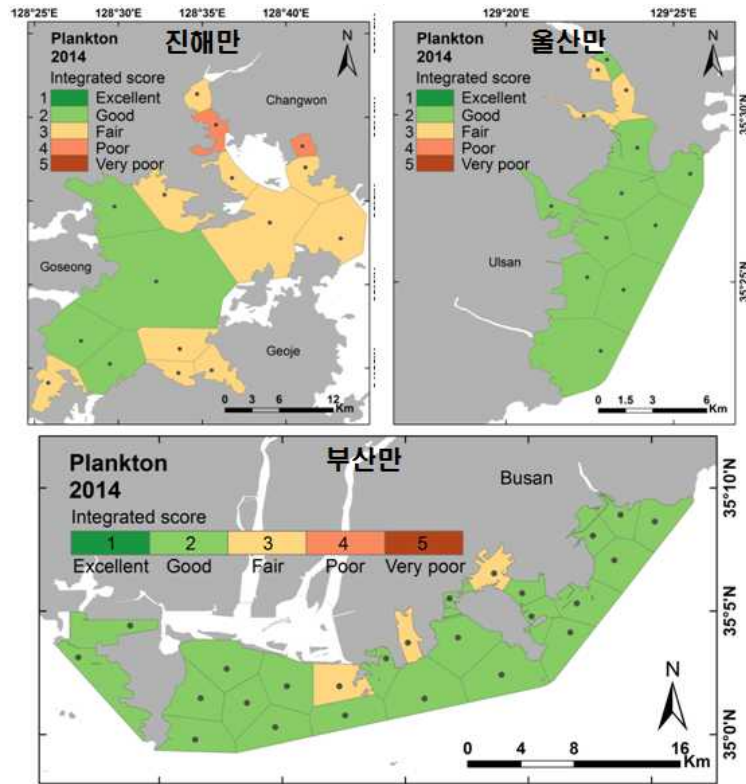 128°25'E 128°30'E 128°35'E 128°40'E
Plankton
2014
진해만
N
Integrated score
1 Excellent
2 Good
3 Fair
4 Poor
5 Very poor
Changwon
Goseong
Geoje
0 3 6 12
Km
129°20'E 129°25'E
Plankton
2014
울산만
N
Integrated score
1 Excellent
2 Good
3 Fair
4 Poor
5 Very poor
35°30'N
Ulsan
35°25'N
0 1.5 3 6
Km
Plankton
2014
부산만
Busan
Integrated score
1 2 3 4 5
Excellent Good Fair Poor Very poor
35°10'N
35°5'N
35°0'N
N
0 4 8 16
Km